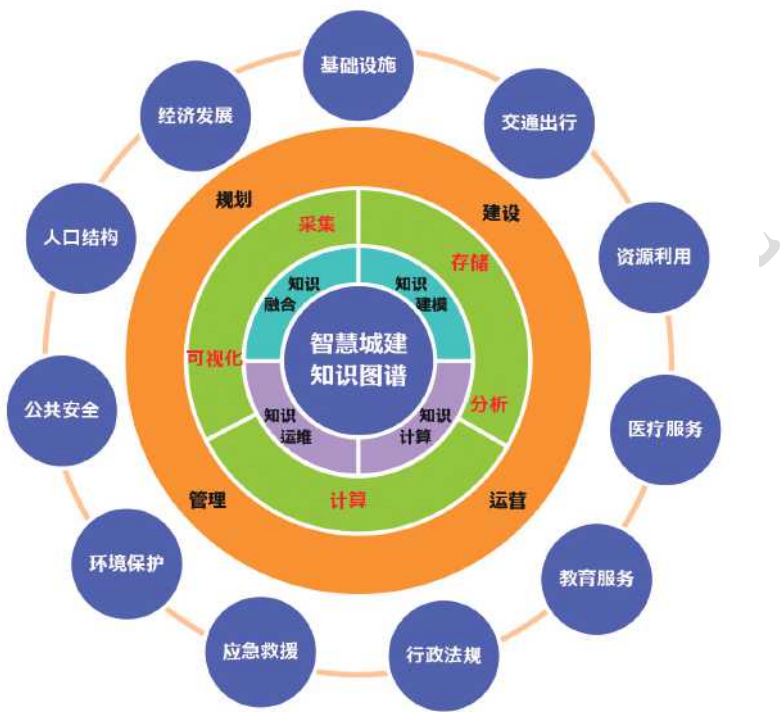 基础设施
经济发展
交通出行
规划
建设
人口结构
采集
资源利用
存储
知识
融合
知识
建模
智慧城建
知识图谱
可视化
公共安全
分析
知识
运堆
知识
计算
医疗服务
管理
计算
运营
环境保护
教育服务
应急救援
行政法规